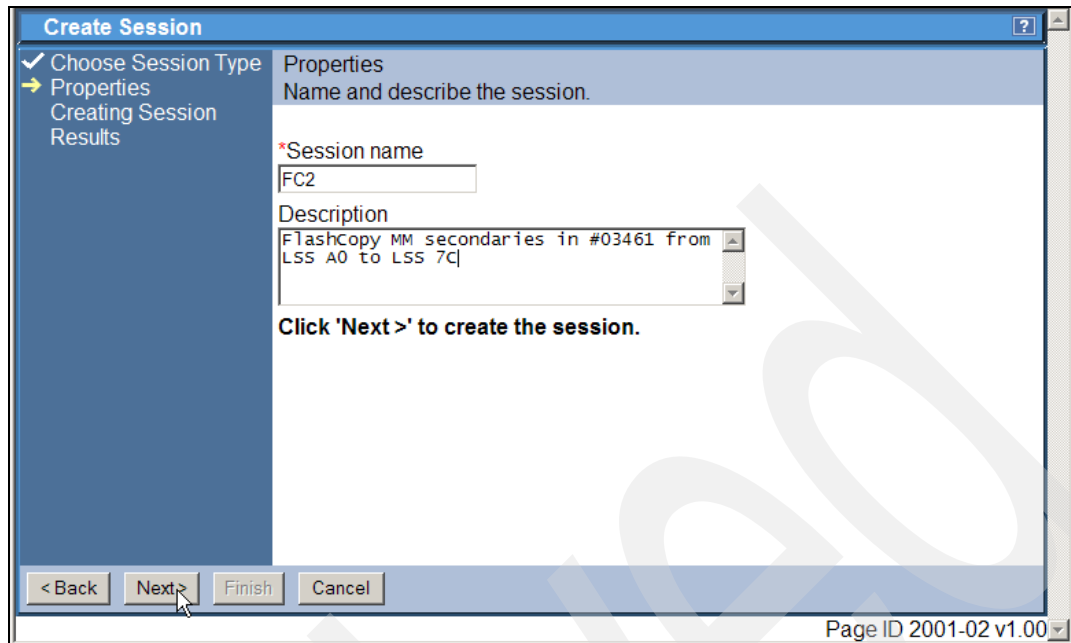 Create Session
?
Choose Session Type
Properties
Creating Session
Results
Properties
Name and describe the session.
*Session name
FC2
Description
FlashCopy MM secondaries in #03461 from
LSS A0 to LSS 7C
Click 'Next >' to create the session.
< Back Next > Finish Cancel
Page ID 2001-02 v1.00